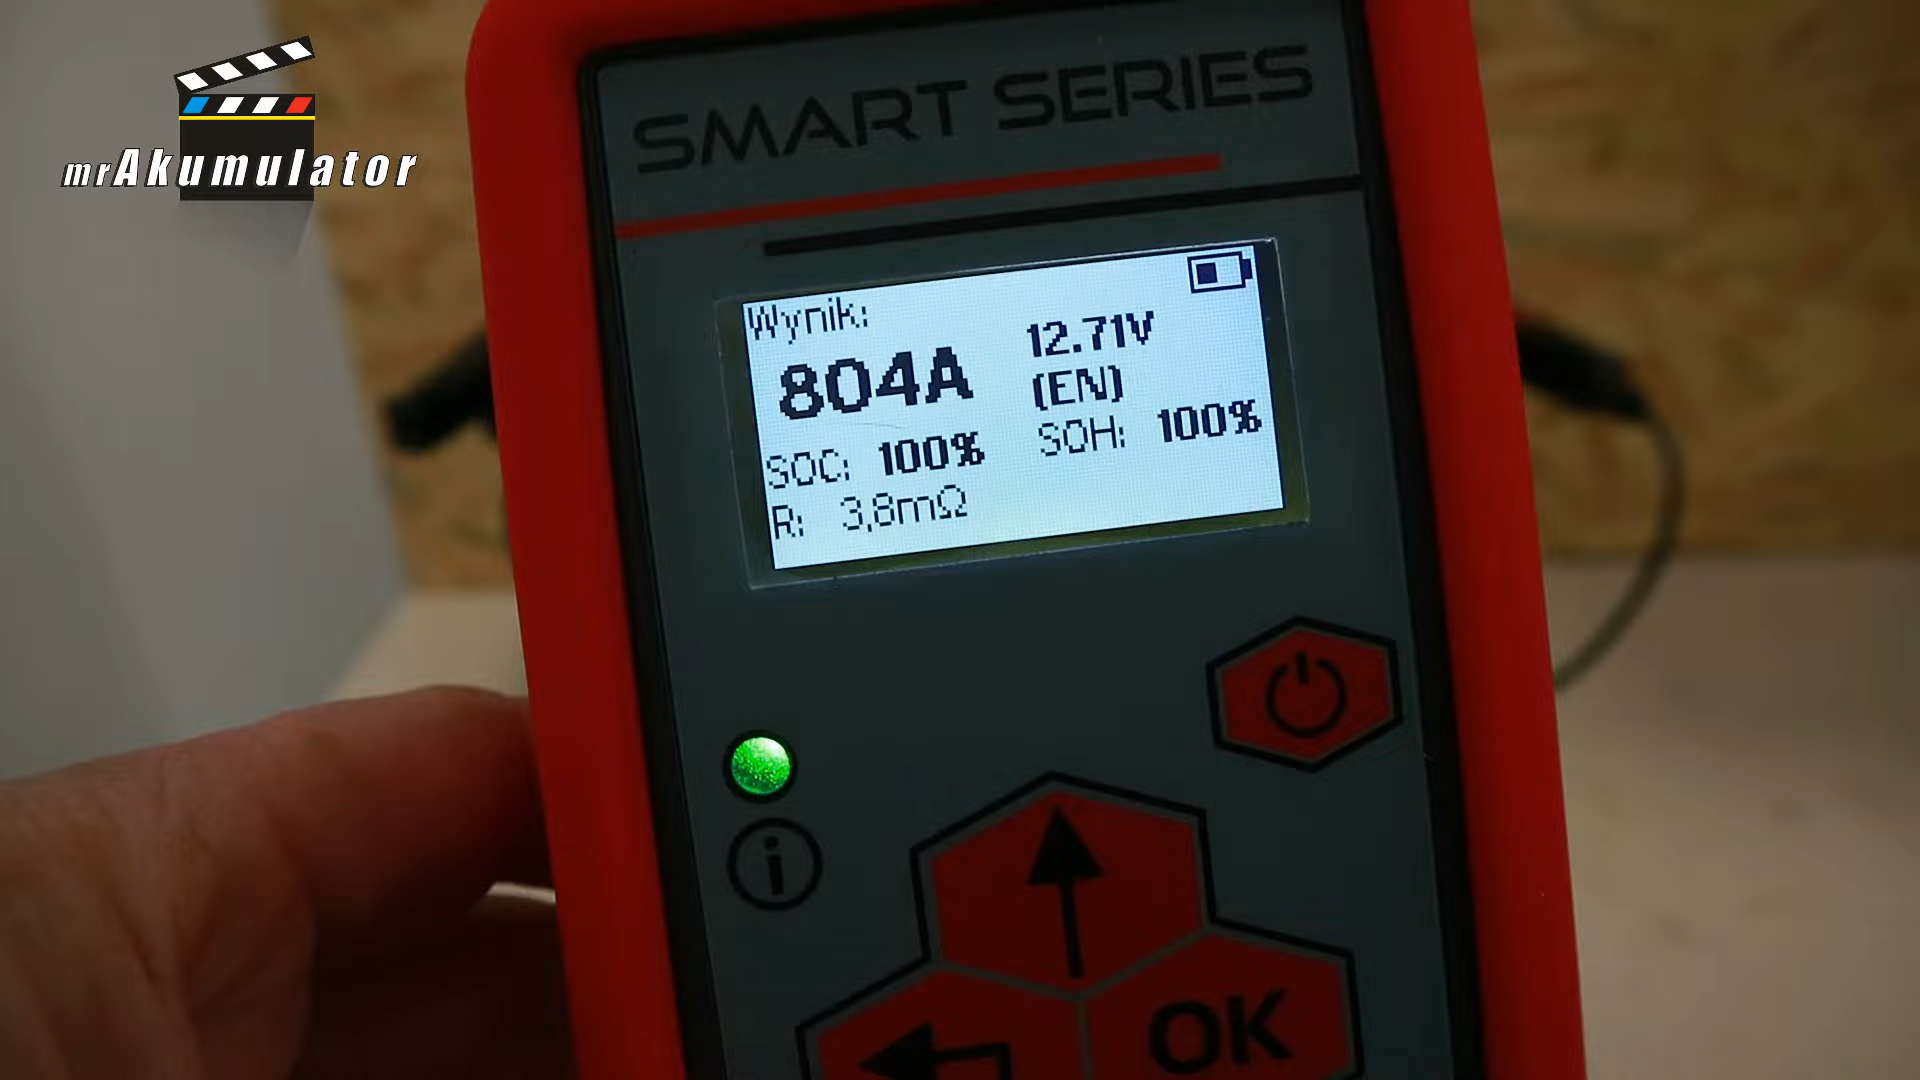 mrAkumulator
SMART SERIES
Wynik:
804A
12.71V
(EN)
SOC: 100%
SOH: 100%
R: 3,8mΩ
i
OK